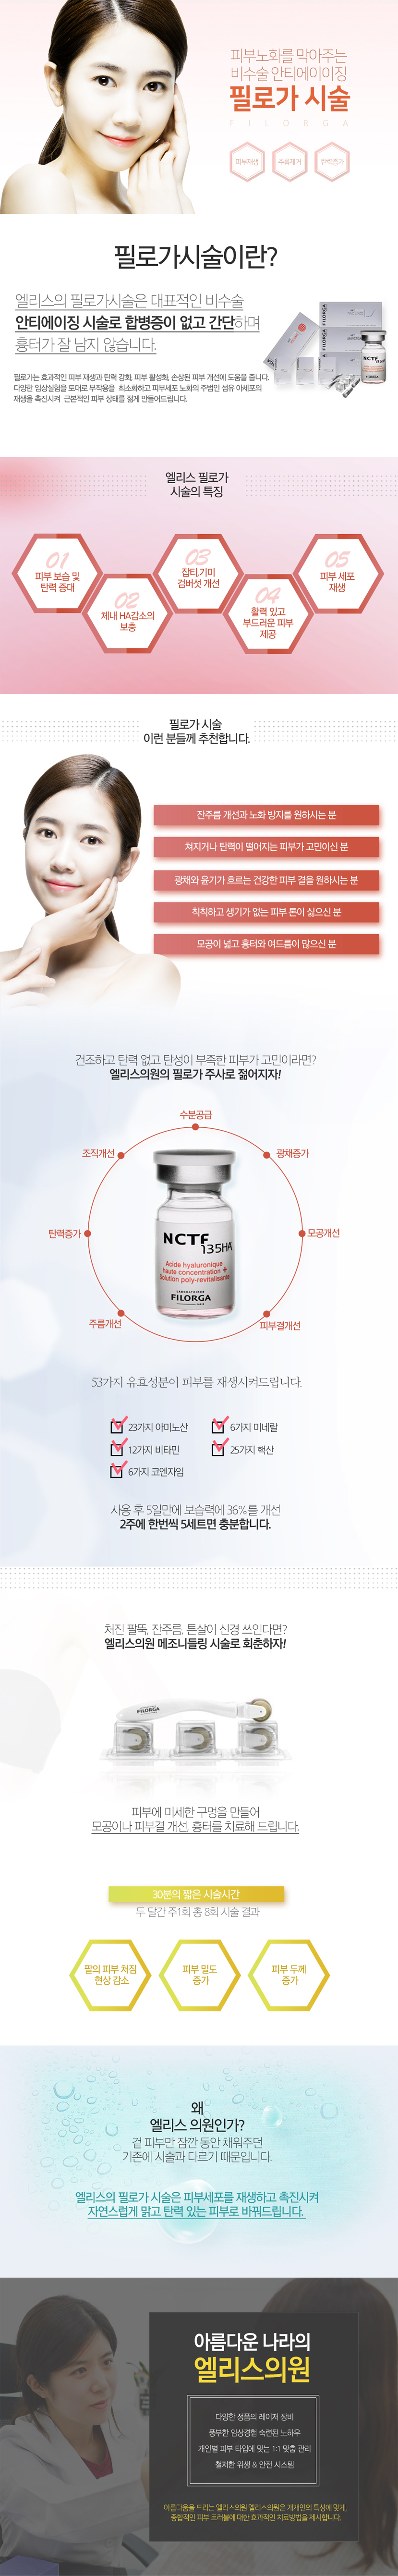 피부노화를 막아주는
비수술 안티에이이징
필로가 시술
FILORGA
피부재생
주름제거
탄력증가
필로가시술이란?
엘리스의 필로가시술은 대표적인 비수술
안티에이징 시술로 합병증이 없고 간단하며
흉터가 잘 남지 않습니다.
필로가는 효과적인 피부 재생과 탄력 강화, 피부 활성화, 손상된 피부 개선에 도움을 줍니다.
다양한 임상실험을 토대로 부작용을 최소화하고 피부세포 노화의 주범인 섬유 아세포의
재생을 촉진시켜 근본적인 피부 상태를 젊게 만들어드립니다.
NCTF
135HA
엘리스 필로가
시술의 특징
01
피부 보습 및
탄력 증대
02
체내 HA감소의
보충
03
잡티,기미
검버섯 개선
04
활력 있고
부드러운 피부
제공
05
피부 세포
재생
필로가 시술
이런 분들께 추천합니다.
잔주름 개선과 노화 방지를 원하시는 분
쳐지거나 탄력이 떨어지는 피부가 고민이신 분
광채와 윤기가 흐르는 건강한 피부 결을 원하시는 분
칙칙하고 생기가 없는 피부 톤이 싫으신 분
모공이 넓고 흉터와 여드름이 많으신 분
건조하고 탄력 없고 탄성이 부족한 피부가 고민이라면?
엘리스의원의 필로가 주사로 젊어지자!
수분공급
조직개선
광채증가
탄력증가
모공개선
주름개선
피부결개선
NCTF
135HA
Acide hyaluronique
haute concentration +
Solution poly-revitalisante
LABORATOIRES
FILORGA
PARIS
53가지 유효성분이 피부를 재생시켜드립니다.
23가지 아미노산
6가지 미네랄
12가지 비타민
25가지 핵산
6가지 코엔자임
사용 후 5일만에 보습력에 36%를 개선
2주에 한번씩 5세트면 충분합니다.
처진 팔뚝, 잔주름, 튼살이 신경 쓰인다면?
엘리스의원 메조니들링 시술로 회춘하자!
FILORGA
피부에 미세한 구멍을 만들어
모공이나 피부결 개선, 흉터를 치료해 드립니다.
30분의 짧은 시술시간
두 달간 주1회 총 8회 시술 결과
팔의 피부 처짐
현상 감소
피부 밀도
증가
피부 두께
증가
왜
엘리스 의원인가?
겉 피부만 잠깐 동안 채워주던
기존에 시술과 다르기 때문입니다.
엘리스의 필로가 시술은 피부세포를 재생하고 촉진시켜
자연스럽게 맑고 탄력 있는 피부로 바꿔드립니다.
아름다운 나라의
엘리스의원
다양한 정품의 레이저 장비
풍부한 임상경험 숙련된 노하우
개인별 피부 타입에 맞는 1:1 맞춤 관리
철저한 위생 & 안전 시스템
아름다움을 드리는 엘리스의원 엘리스의원은 개개인의 특성에 맞게,
종합적인 피부 트러블에 대한 효과적인 치료방법을 제시합니다.